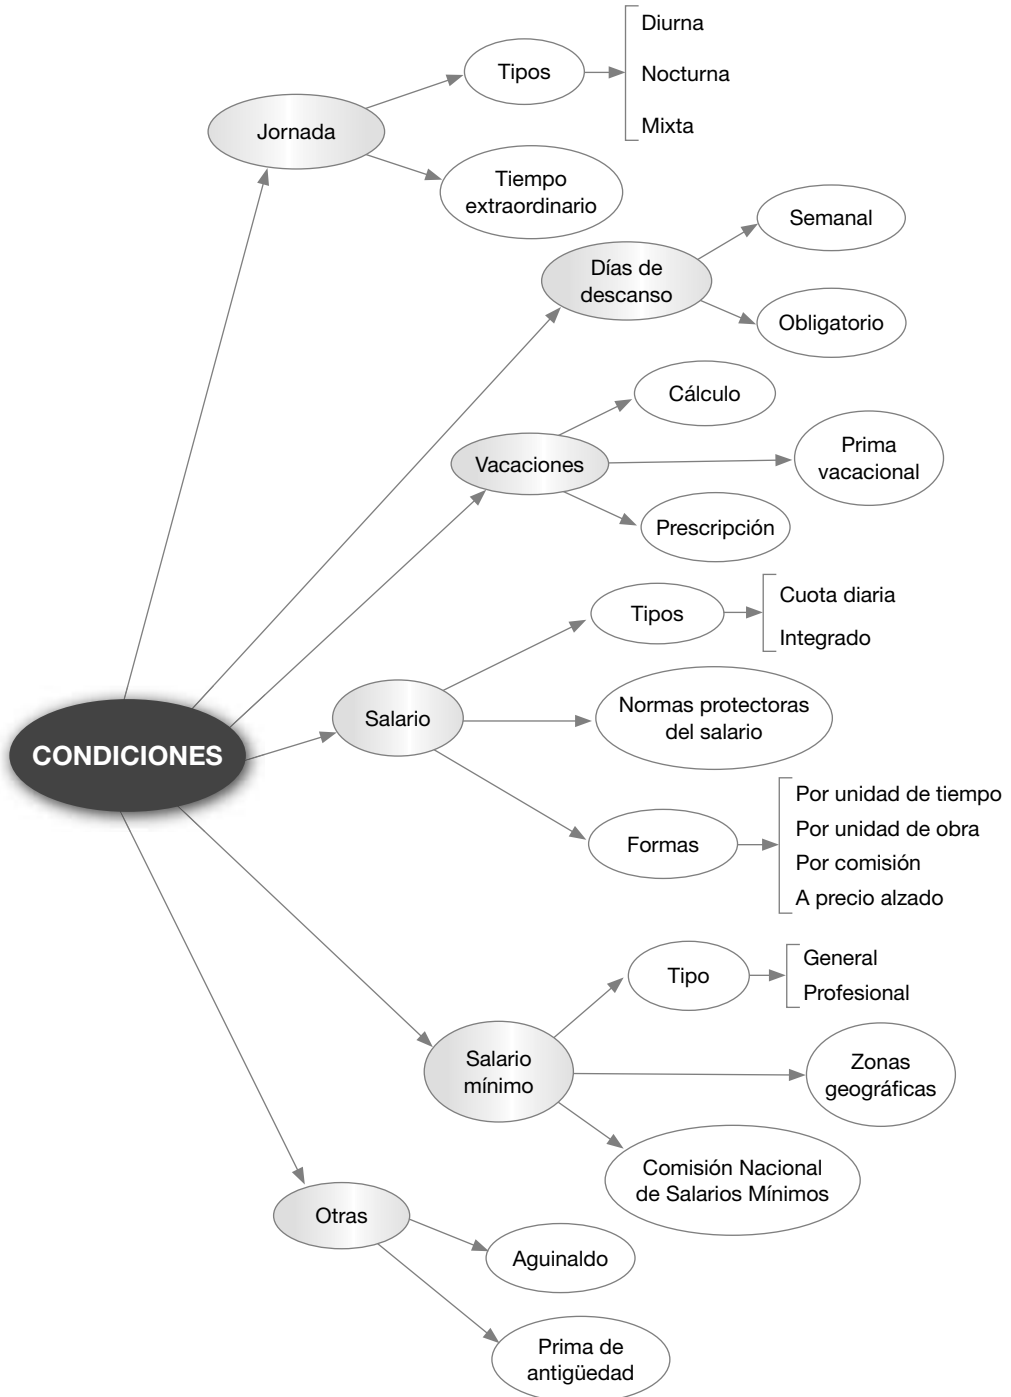 Diurna
Tipos
Nocturna
Jornada
Mixta
Tiempo
extraordinario
Semanal
Días de
descanso
Obligatorio
Cálculo
Vacaciones
Prima
vacacional
Prescripción
Tipos
Cuota diaria
Integrado
Salario
Normas protectoras
del salario
CONDICIONES
Formas
Por unidad de tiempo
Por unidad de obra
Por comisión
A precio alzado
Tipo
General
Profesional
Salario
mínimo
Zonas
geográficas
Comisión Nacional
de Salarios Mínimos
Otras
Aguinaldo
Prima de
antigüedad